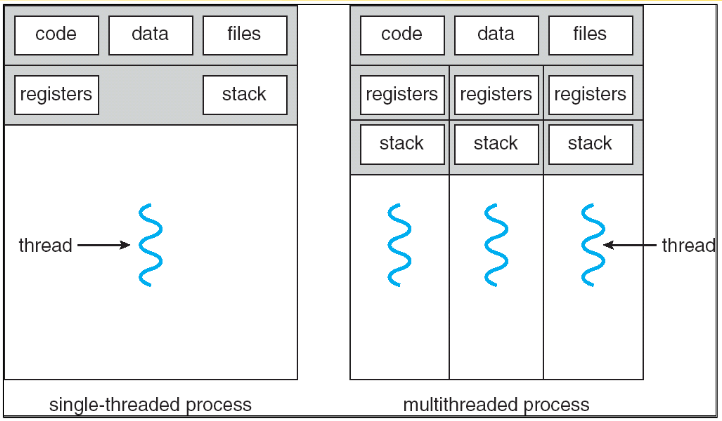 code data files
registers stack
thread
single-threaded process
code data files
registers registers registers
stack stack stack
thread
multithreaded process